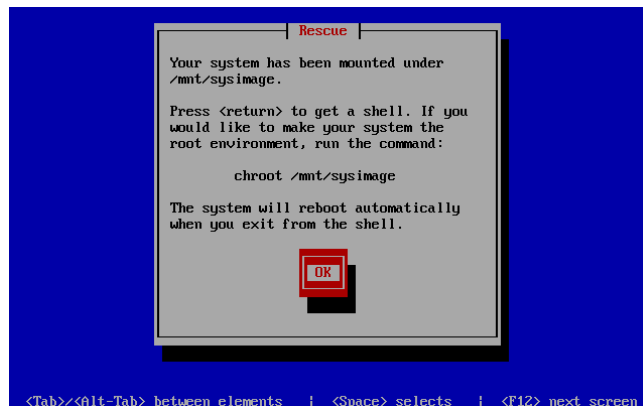 Rescue
Your system has been mounted under
/mnt/sysimage.
Press <return> to get a shell. If you
would like to make your system the
root environment, run the command:
chroot /mnt/sysimage
The system will reboot automatically
when you exit from the shell.
OK
<Tab>/<Alt-Tab> between elements | <Space> selects | <F12> next screen